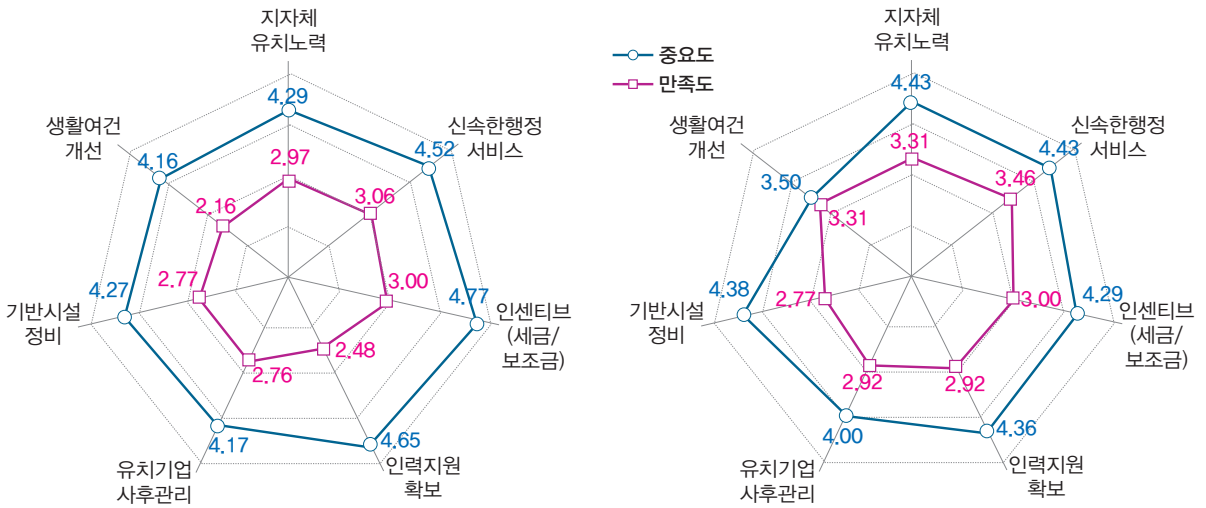 지자체
유치노력
4.29
2.97
신속한행정
서비스
4.52
3.06
인센티브
(세금/
보조금)
4.77
3.00
인력지원
확보
4.65
2.48
유치기업
사후관리
4.17
2.76
기반시설
정비
4.27
2.77
생활여건
개선
4.16
2.16
중요도
만족도
지자체
유치노력
4.43
3.31
신속한행정
서비스
4.43
3.46
인센티브
(세금/
보조금)
4.29
3.00
인력지원
확보
4.36
2.92
유치기업
사후관리
4.00
2.92
기반시설
정비
4.38
2.77
생활여건
개선
3.50
3.31